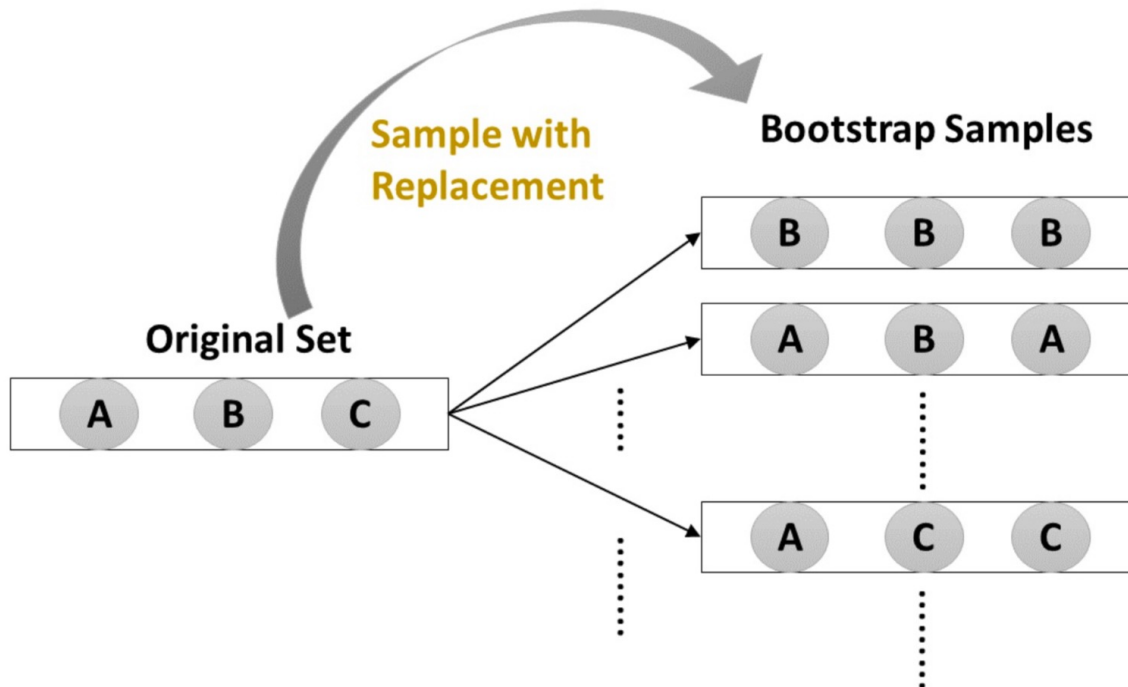 Sample with
Replacement
Bootstrap Samples
B B B
Original Set
A B A
A B C
A C C